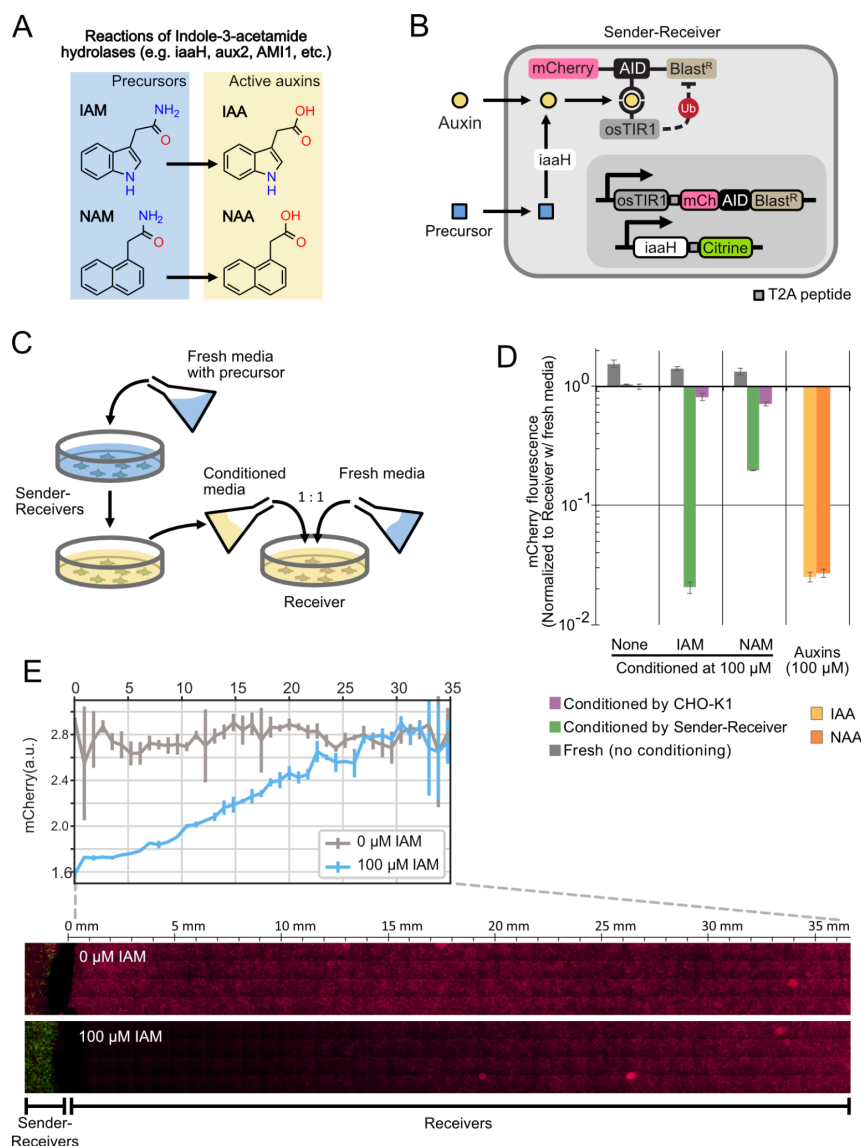 A
Reactions of Indole-3-acetamide
hydrolases (e.g. iaaH, aux2, AMI1, etc.)
Precursors
Active auxins
IAM
NH2
O
N
H
IAA
OH
O
N
H
NAM
NH2
O
NAA
OH
O
B
Sender-Receiver
mCherry
AID
BlastR
Auxin
Ub
osTIR1
iaaH
Precursor
osTIR1
mCh
AID
BlastR
iaaH
Citrine
T2A peptide
C
Fresh media
with precursor
Sender-
Receivers
Conditioned
media
1 : 1
Fresh media
Receiver
D
mCherry flourescence
(Normalized to Receiver w/ fresh media)
10^0
10^-1
10^-2
None
IAM
NAM
Auxins
(100 µM)
Conditioned at 100 µM
Conditioned by CHO-K1
Conditioned by Sender-Receiver
Fresh (no conditioning)
IAA
NAA
E
0 5 10 15 20 25 30 35
mCherry(a.u.)
2.8
2.6
2.0
1.8
1.6
0 µM IAM
100 µM IAM
0 mm 5 mm 10 mm 15 mm 20 mm 25 mm 30 mm 35 mm
0 µM IAM
100 µM IAM
Sender-
Receivers
Receivers